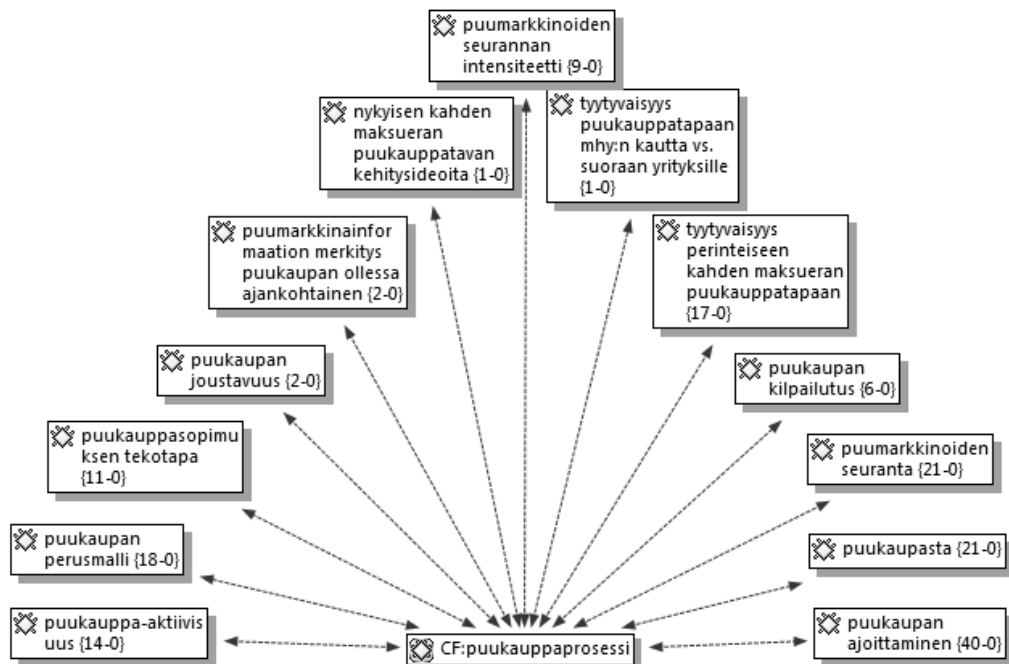 puumarkkinoiden
seurannan
intensiteetti {9-0}
nykyisen kahden
maksueran
puukauppatavan
kehitysideoita {1-0}
tyytyvaisyys
puukauppatapaan
mhy:n kautta vs.
suoraan yrityksille
{1-0}
puumarkkinainfor
maation merkitys
puukaupan ollessa
ajankohtainen {2-0}
tyytyvaisyys
perinteiseen
kahden maksueran
puukauppatapaan
{17-0}
puukaupan
joustavuus {2-0}
puukaupan
kilpailutus {6-0}
puukauppasopimu
ksen tekotapa
{11-0}
puumarkkinoiden
seuranta {21-0}
puukaupan
perusmalli {18-0}
puukaupasta {21-0}
puukauppa-aktiivis
uus {14-0}
CF:puukauppaprosessi
puukaupan
ajoittaminen {40-0}